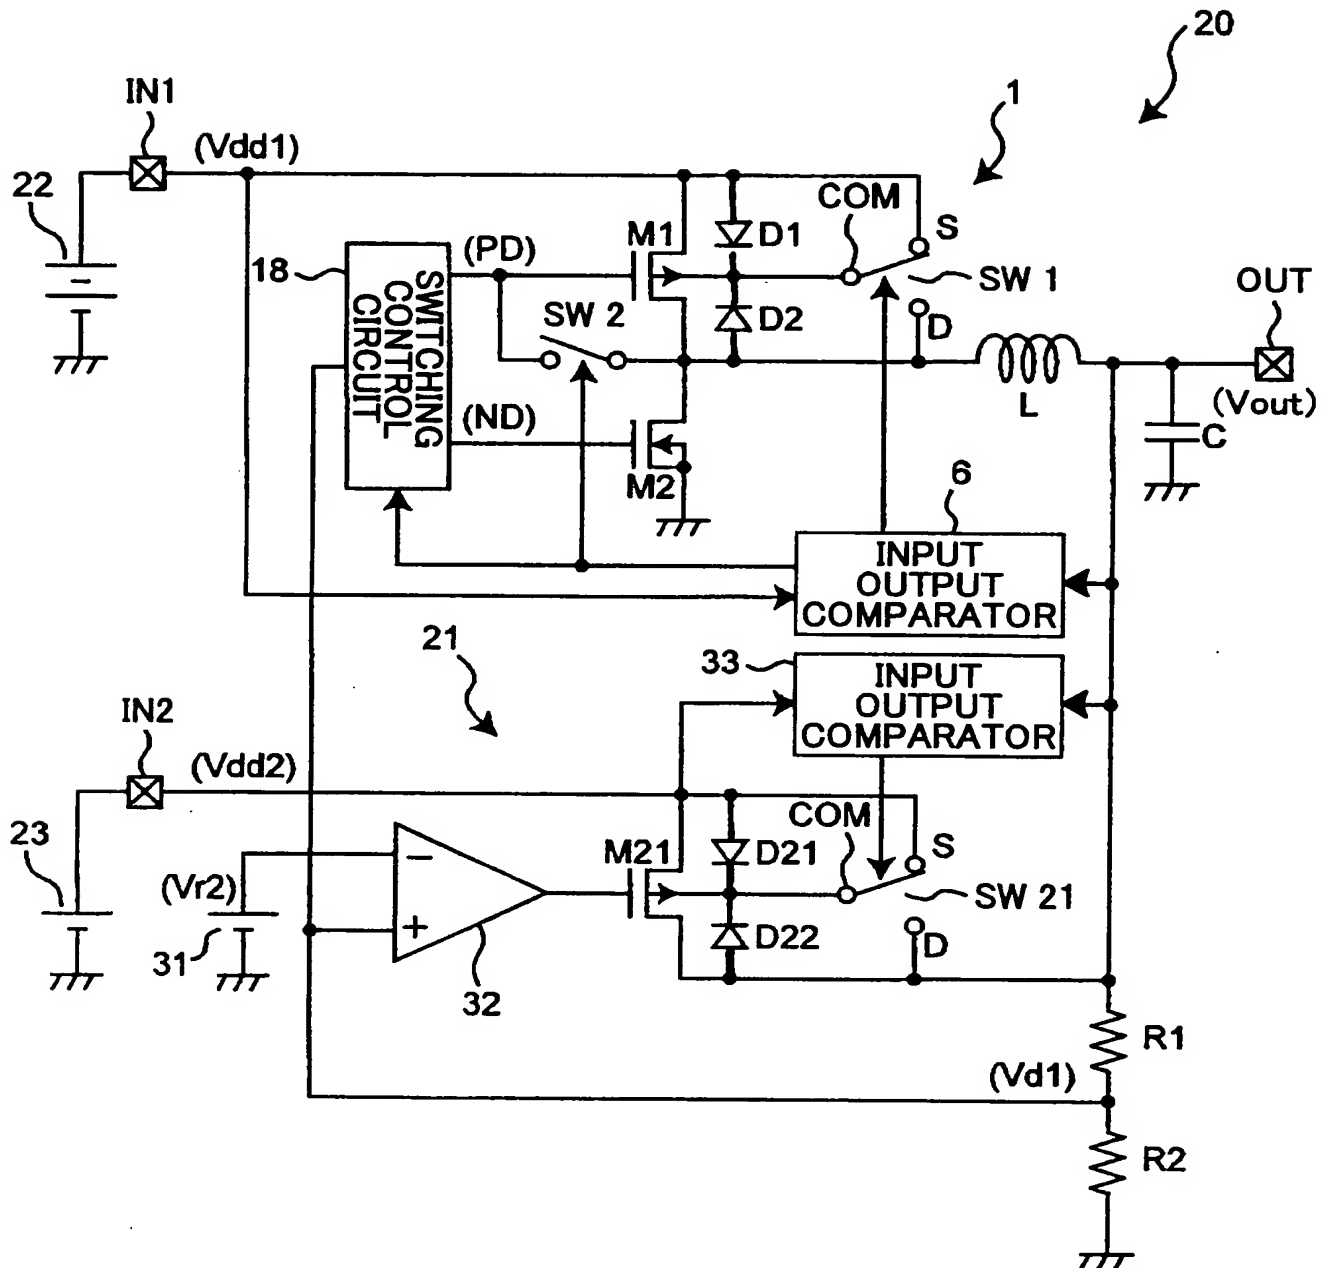 20
IN1
1
(Vdd1)
22
COM
S
M1
D1
(PD)
18
SWITCHING
CONTROL
CIRCUIT
SW 1
OUT
SW 2
D2
D
L
(Vout)
(ND)
C
M2
6
INPUT
OUTPUT
COMPARATOR
21
33
INPUT
OUTPUT
COMPARATOR
IN2
(Vdd2)
COM
23
S
M21
D21
(Vr2)
−
SW 21
+
D22
D
31
32
R1
(Vd1)
R2